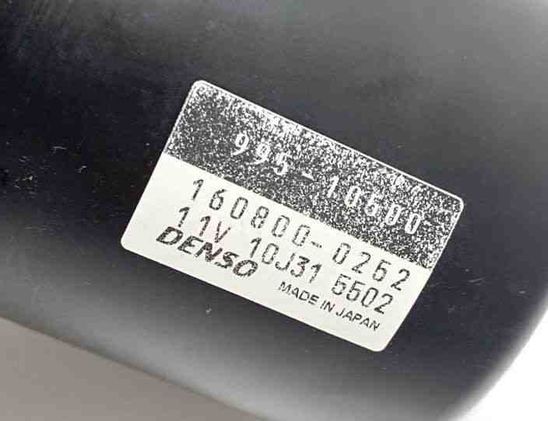 995-10600
160800-0262
11V 10J31 5502
DENSO MADE IN JAPAN